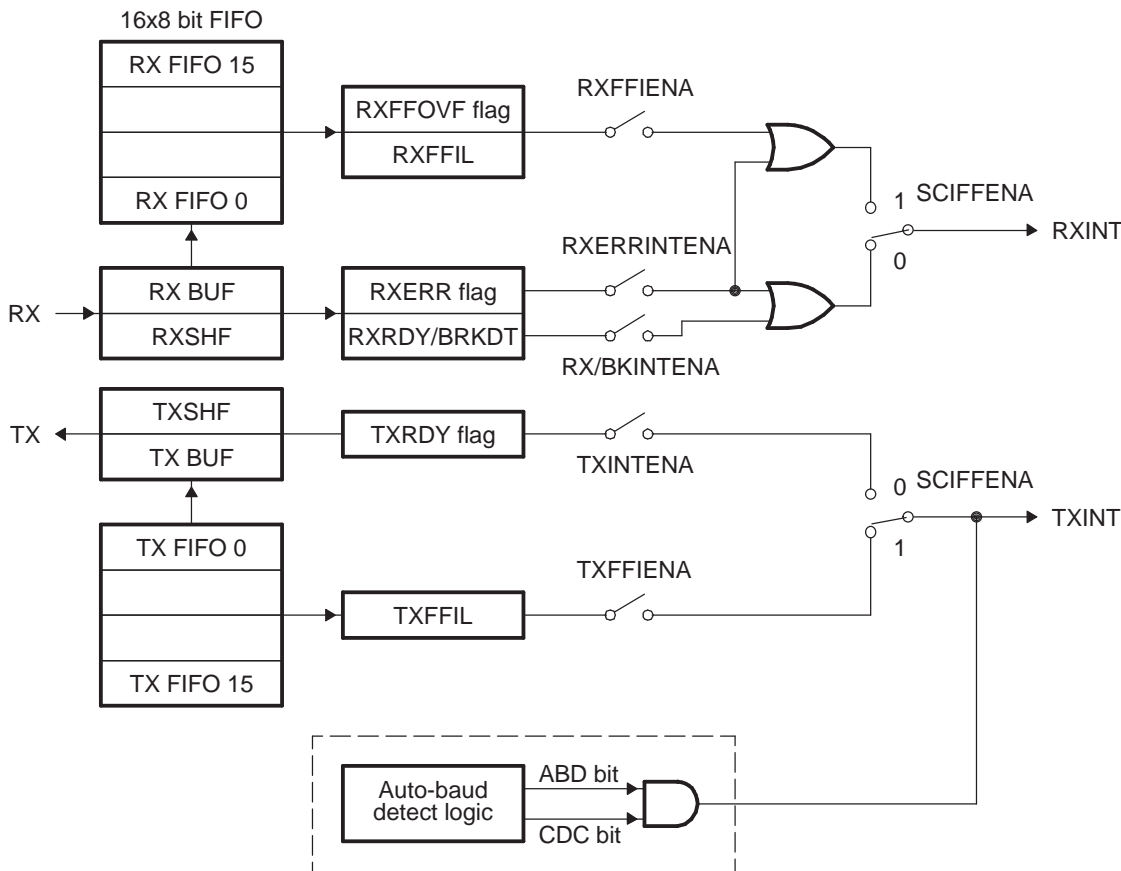 16x8 bit FIFO
RX FIFO 15
RX FIFO 0
RXFFOVF flag
RXFFIL
RXFFIENA
1
SCIFFENA
0
RXINT
RX
RX BUF
RXSHF
RXERR flag
RXRDY/BRKDT
RXERRINTENA
RX/BKINTENA
TX
TXSHF
TX BUF
TXRDY flag
TXINTENA
0
SCIFFENA
1
TXINT
TX FIFO 0
TX FIFO 15
TXFFIL
TXFFIENA
Auto-baud
detect logic
ABD bit
CDC bit